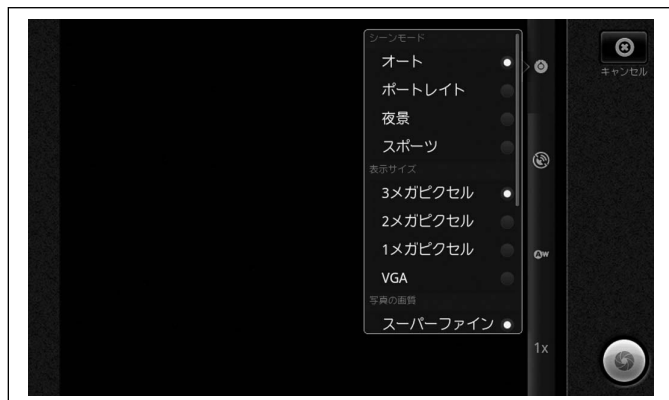 シーンモード
オート
ポートレイト
夜景
スポーツ
表示サイズ
3メガピクセル
2メガピクセル
1メガピクセル
VGA
写真の画質
スーパーファイン
キャンセル
AW
1x